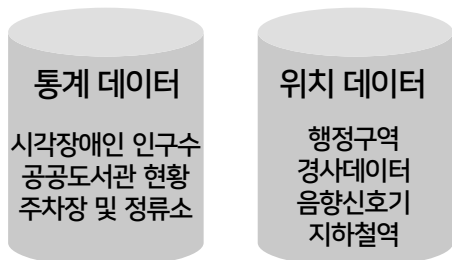 통계 데이터
시각장애인 인구수
공공도서관 현황
주차장 및 정류소
위치 데이터
행정구역
경사데이터
음향신호기
지하철역